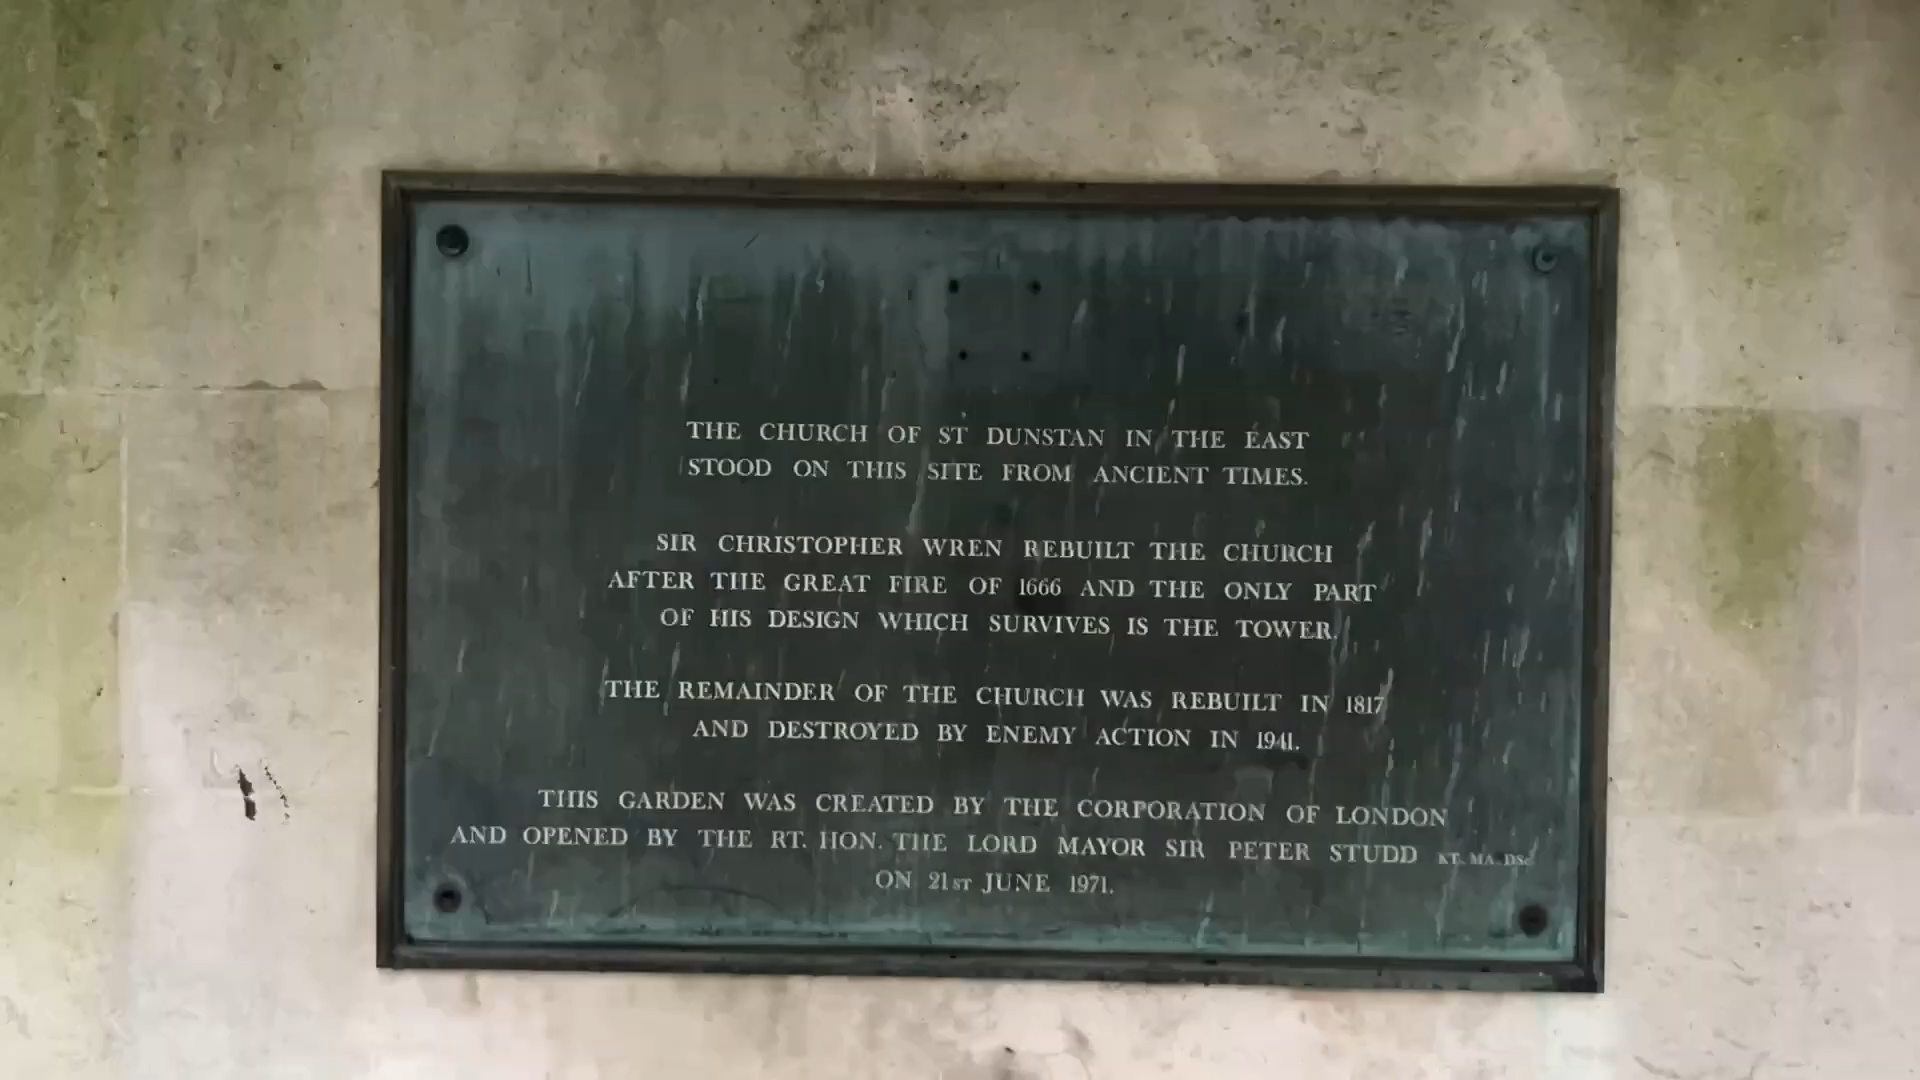 THE CHURCH OF ST DUNSTAN IN THE EAST
STOOD ON THIS SITE FROM ANCIENT TIMES.
SIR CHRISTOPHER WREN REBUILT THE CHURCH
AFTER THE GREAT FIRE OF 1666 AND THE ONLY PART
OF HIS DESIGN WHICH SURVIVES IS THE TOWER.
THE REMAINDER OF THE CHURCH WAS REBUILT IN 1817
AND DESTROYED BY ENEMY ACTION IN 1941.
THIS GARDEN WAS CREATED BY THE CORPORATION OF LONDON
AND OPENED BY THE RT. HON. THE LORD MAYOR SIR PETER STUDD KT. MA. DSc
ON 21ST JUNE 1971.